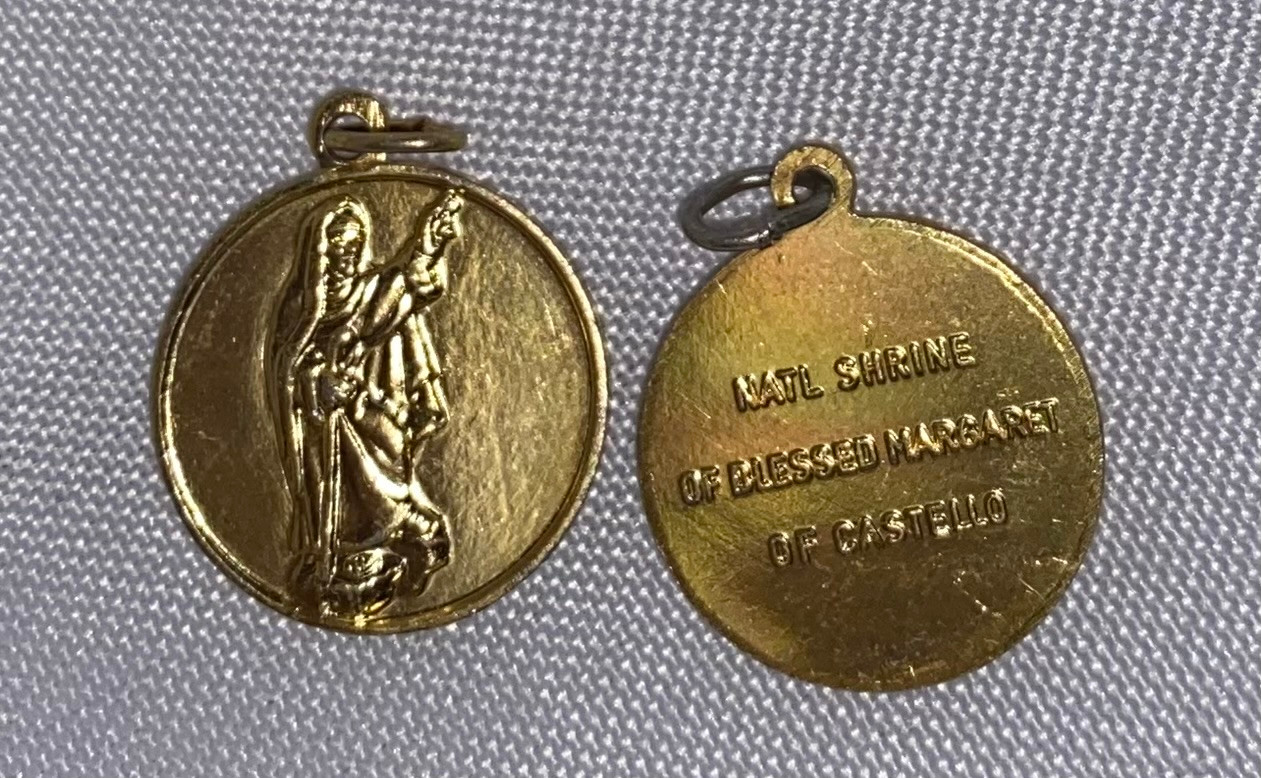 NATL SHRINE
OF BLESSED MARGARET
OF CASTELLO